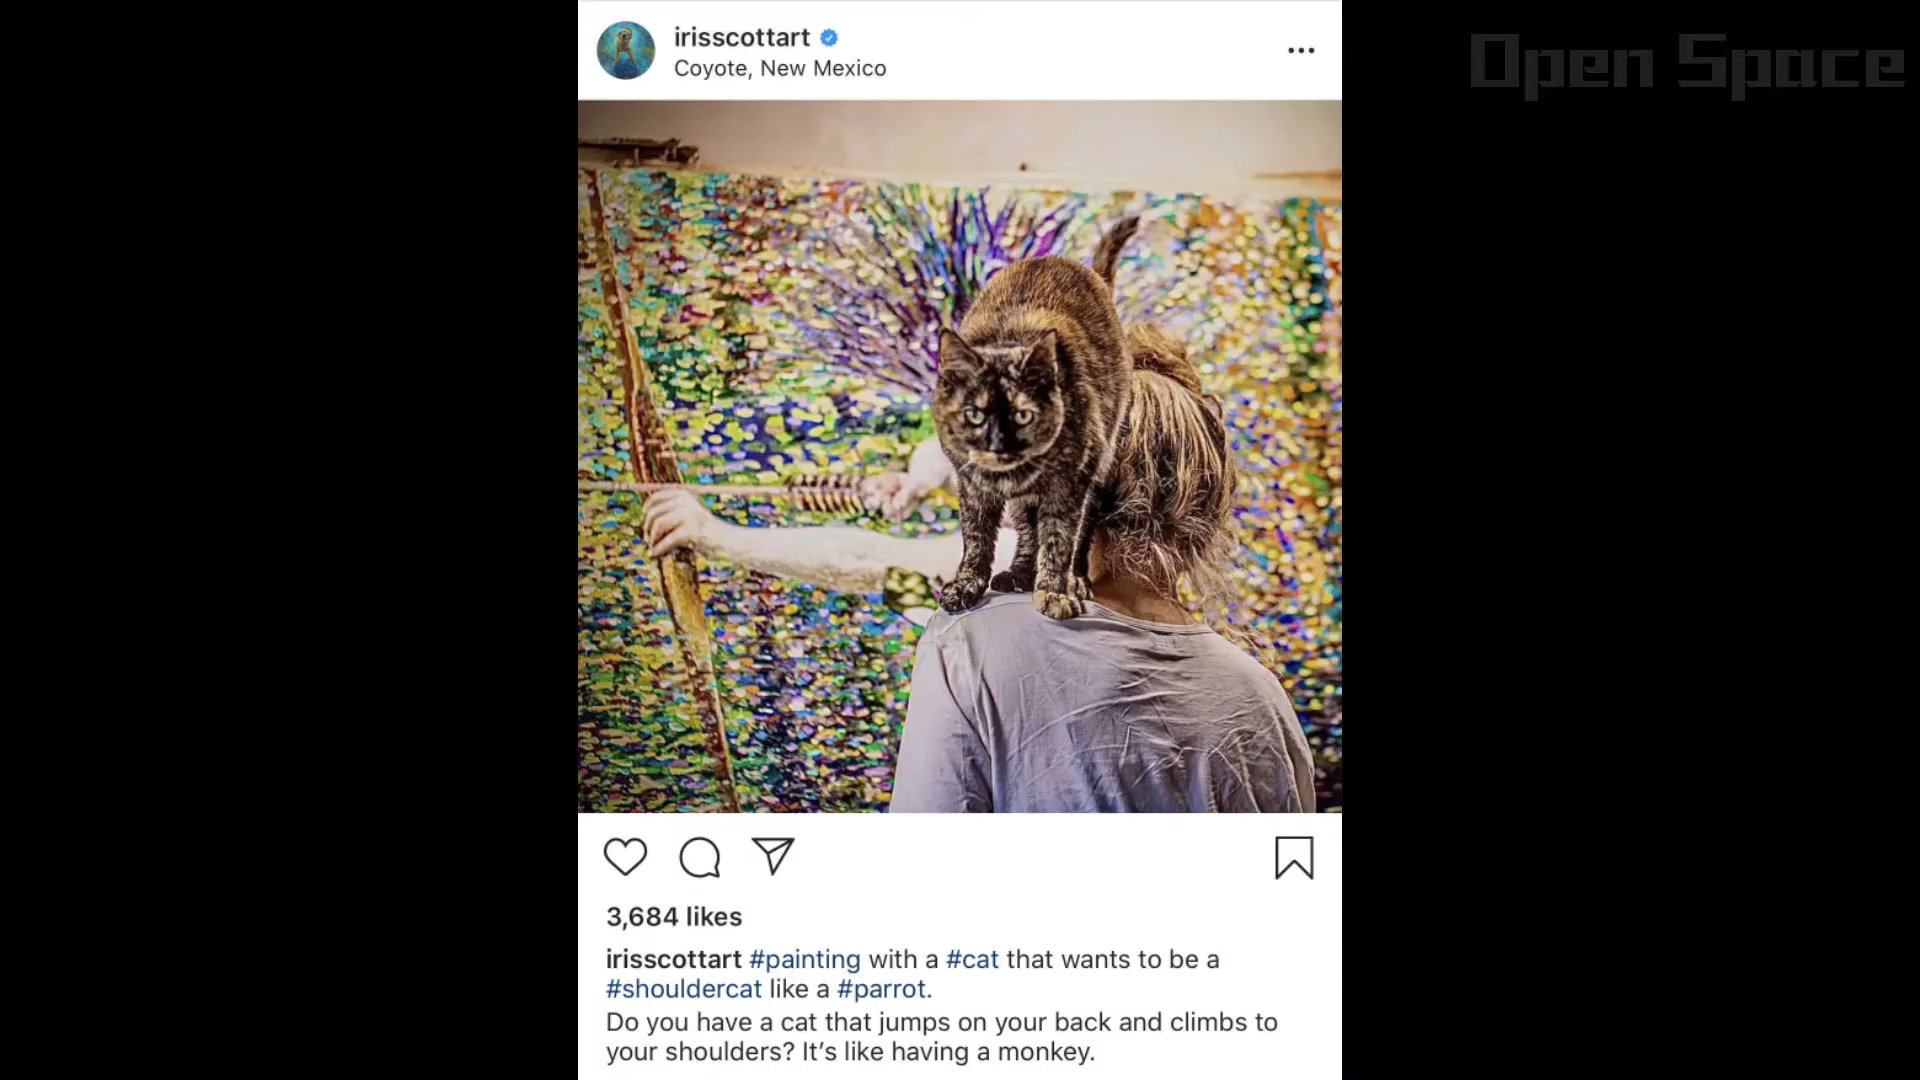 irisscottart
Coyote, New Mexico
Open Space
3,684 likes
irisscottart #painting with a #cat that wants to be a
#shouldercat like a #parrot.
Do you have a cat that jumps on your back and climbs to
your shoulders? It’s like having a monkey.